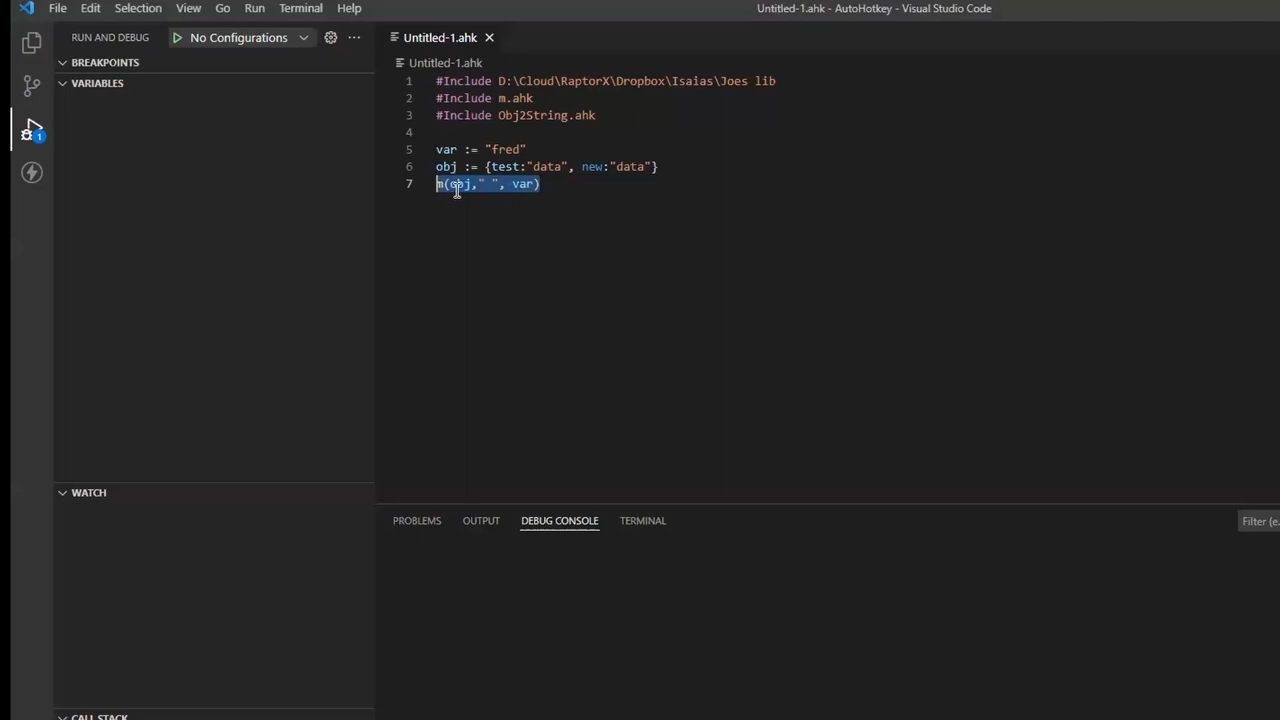 File Edit Selection View Go Run Terminal Help
Untitled-1.ahk - AutoHotkey - Visual Studio Code
RUN AND DEBUG No Configurations ···
Untitled-1.ahk
BREAKPOINTS
Untitled-1.ahk
VARIABLES
1 #Include D:\Cloud\RaptorX\Dropbox\Isaias\Joes lib
2 #Include m.ahk
3 #Include Obj2String.ahk
4
5 var := "fred"
6 obj := {test:"data", new:"data"}
7 m(obj," ", var)
1
WATCH
PROBLEMS OUTPUT DEBUG CONSOLE TERMINAL
Filter (e.
CALL STACK